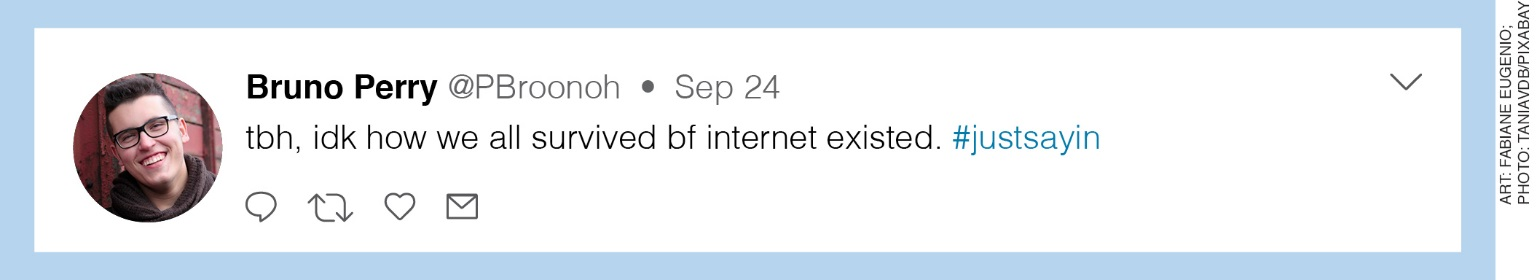 Bruno Perry @PBroonoh • Sep 24
tbh, idk how we all survived bf internet existed. #justsayin
ART: FABIANE EUGENIO;
PHOTO: TANIAVDB/PIXABAY